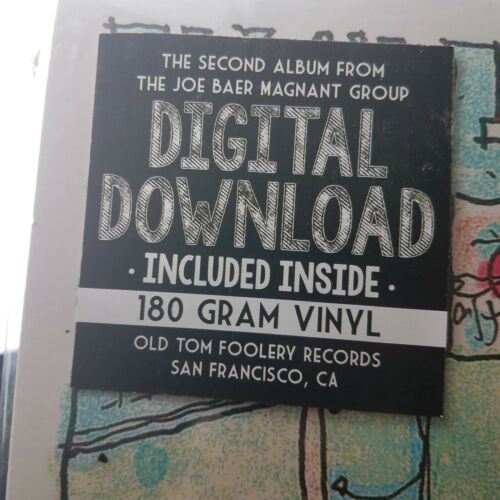 THE SECOND ALBUM FROM
THE JOE BAER MAGNANT GROUP
DIGITAL
DOWNLOAD
· INCLUDED INSIDE ·
180 GRAM VINYL
OLD TOM FOOLERY RECORDS
SAN FRANCISCO, CA